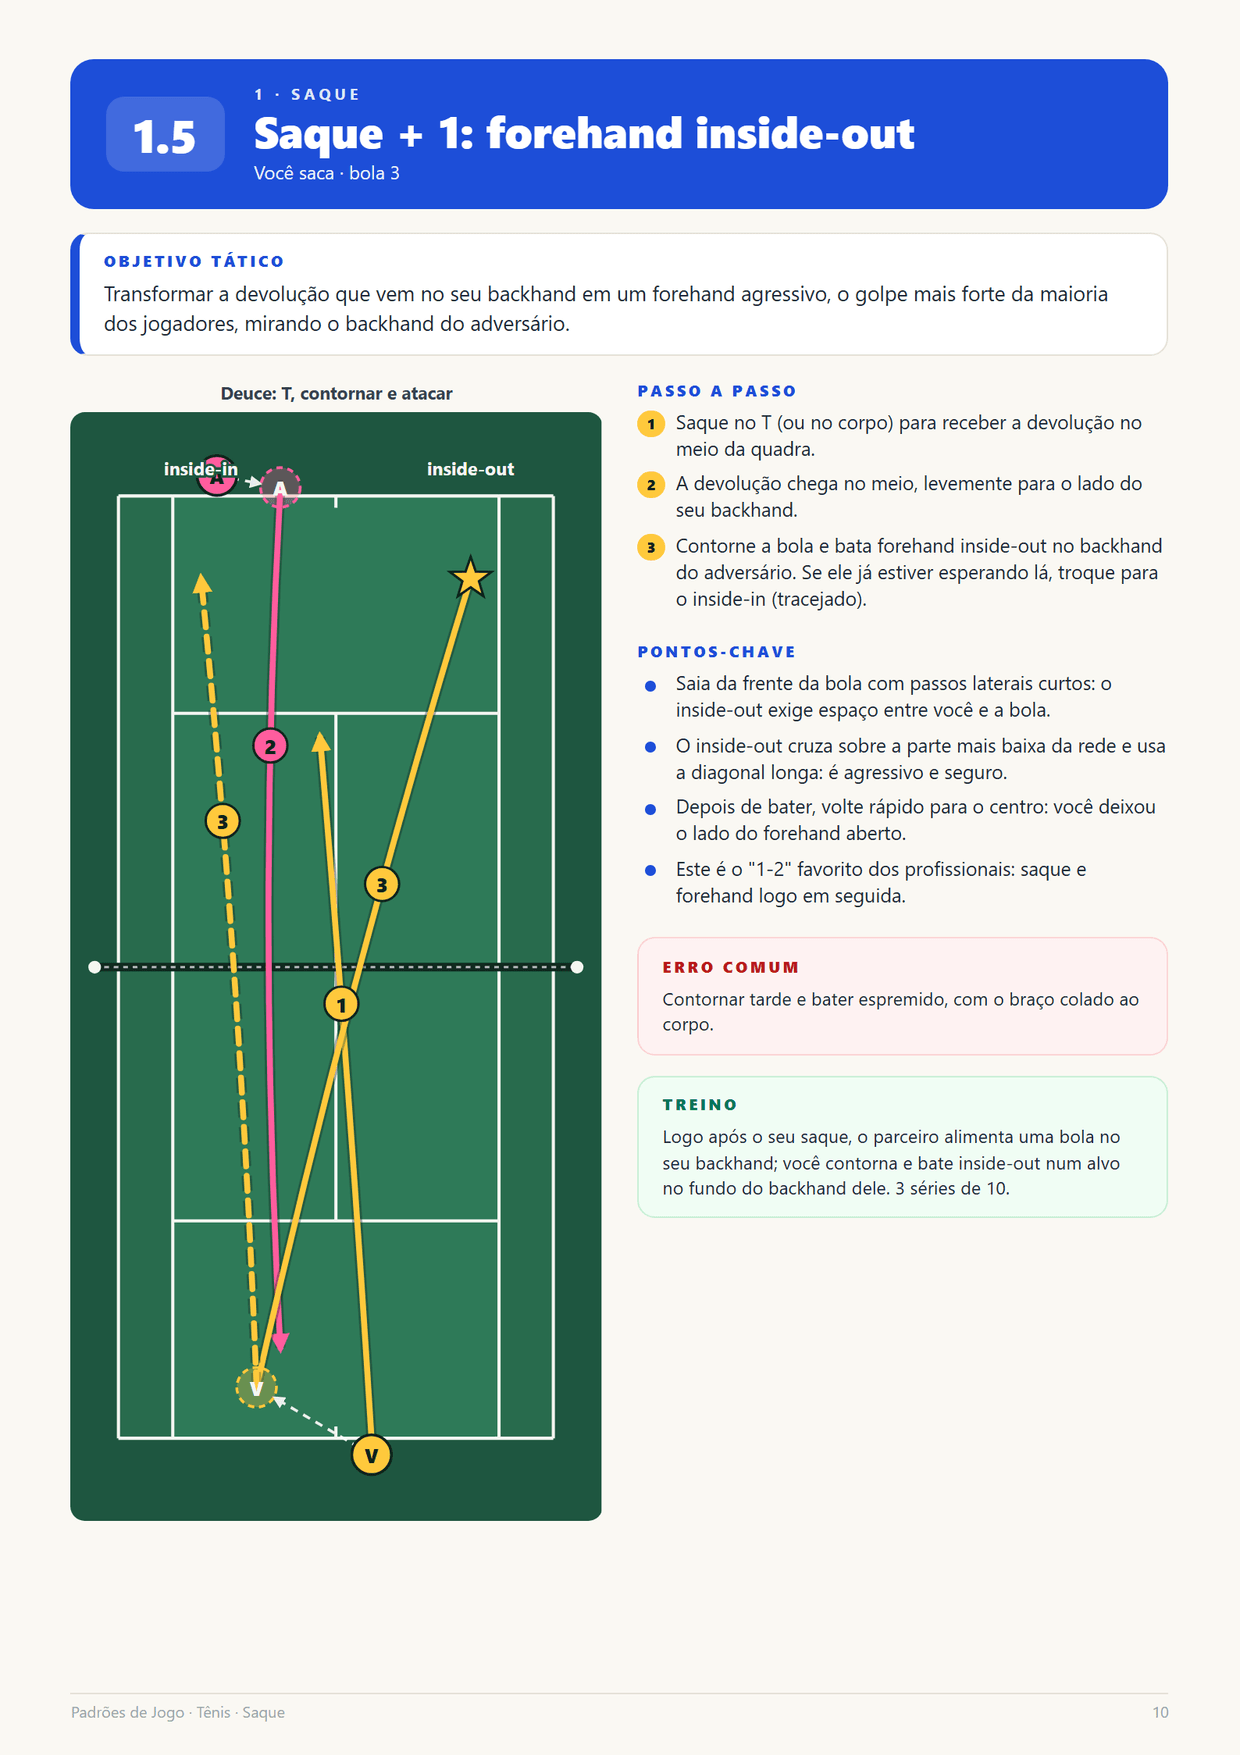 1 · SAQUE
1.5
Saque + 1: forehand inside-out
Você saca · bola 3
OBJETIVO TÁTICO
Transformar a devolução que vem no seu backhand em um forehand agressivo, o golpe mais forte da maioria
dos jogadores, mirando o backhand do adversário.
Deuce: T, contornar e atacar
inside-in
inside-out
A
A
2
3
3
1
V
V
PASSO A PASSO
1 Saque no T (ou no corpo) para receber a devolução no
meio da quadra.
2 A devolução chega no meio, levemente para o lado do
seu backhand.
3 Contorne a bola e bata forehand inside-out no backhand
do adversário. Se ele já estiver esperando lá, troque para
o inside-in (tracejado).
PONTOS-CHAVE
Saia da frente da bola com passos laterais curtos: o
inside-out exige espaço entre você e a bola.
O inside-out cruza sobre a parte mais baixa da rede e usa
a diagonal longa: é agressivo e seguro.
Depois de bater, volte rápido para o centro: você deixou
o lado do forehand aberto.
Este é o "1-2" favorito dos profissionais: saque e
forehand logo em seguida.
ERRO COMUM
Contornar tarde e bater espremido, com o braço colado ao
corpo.
TREINO
Logo após o seu saque, o parceiro alimenta uma bola no
seu backhand; você contorna e bate inside-out num alvo
no fundo do backhand dele. 3 séries de 10.
Padrões de Jogo · Tênis · Saque
10